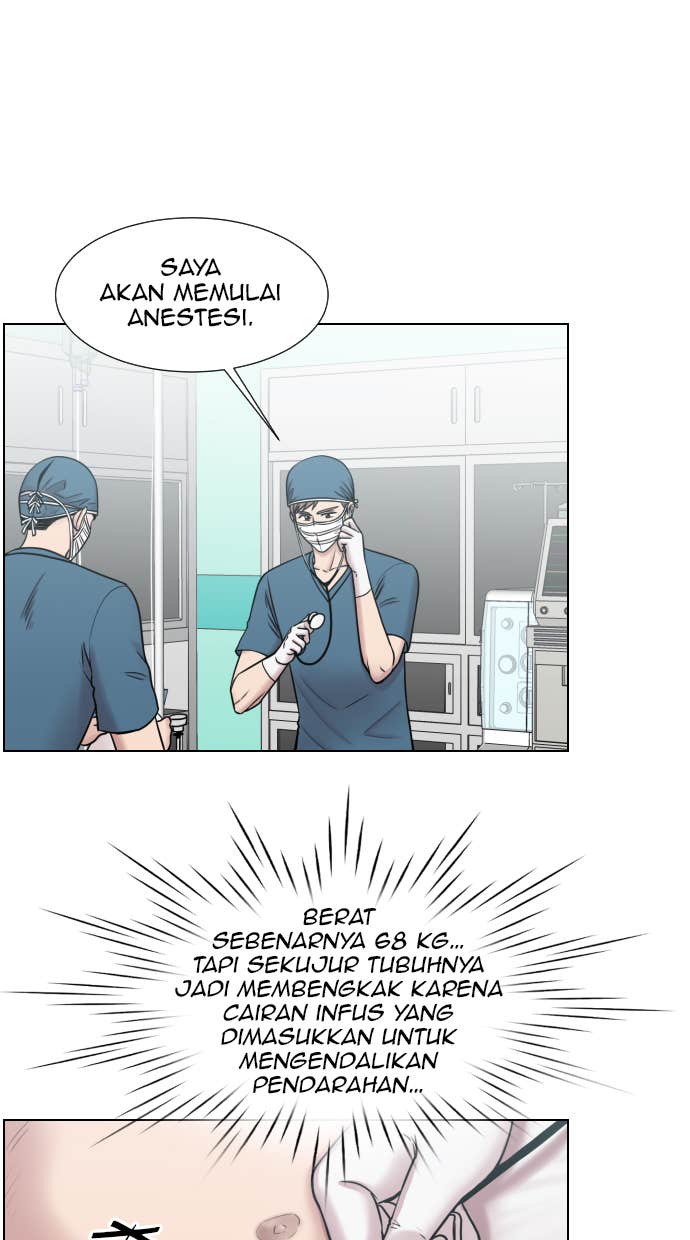 SAYA
AKAN MEMULAI
ANESTESI.
BERAT
SEBENARNYA 68 KG...
TAPI SEKUJUR TUBUHNYA
JADI MEMBENGKAK KARENA
CAIRAN INFUS YANG
DIMASUKKAN UNTUK
MENGENDALIKAN
PENDARAHAN...